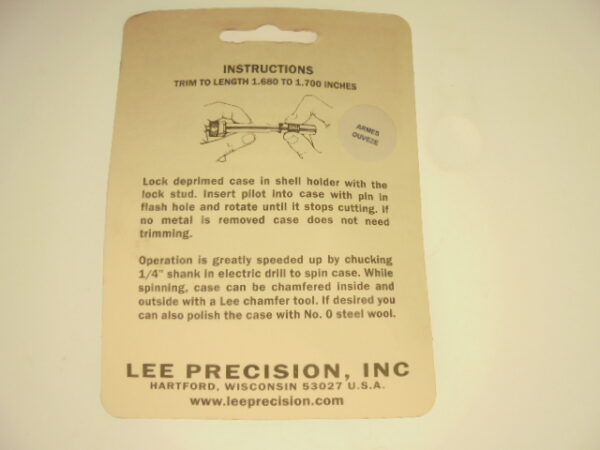 INSTRUCTIONS
TRIM TO LENGTH 1.680 TO 1.700 INCHES
ARMES
OUVEZE
Lock deprimed case in shell holder with the
lock stud. Insert pilot into case with pin in
flash hole and rotate until it stops cutting. If
no metal is removed case does not need
trimming.
Operation is greatly speeded up by chucking
1/4" shank in electric drill to spin case. While
spinning, case can be chamfered inside and
outside with a Lee chamfer tool. If desired you
can also polish the case with No. 0 steel wool.
LEE PRECISION, INC
HARTFORD, WISCONSIN 53027 U.S.A.
www.leeprecision.com